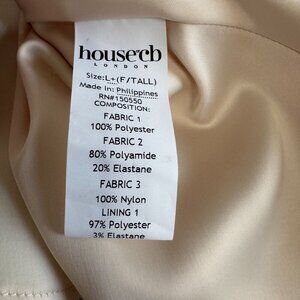 house cb
LONDON
Size:L+(F/TALL)
Made In: Philippines
RN#150550
COMPOSITION:
FABRIC 1
100% Polyester
FABRIC 2
80% Polyamide
20% Elastane
FABRIC 3
100% Nylon
LINING 1
97% Polyester
3% Elastane